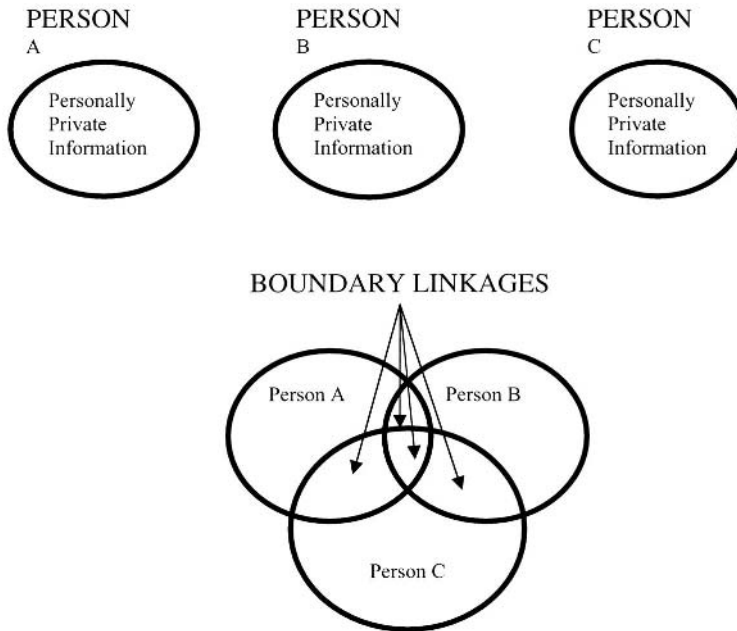 PERSON
A
Personally
Private
Information
PERSON
B
Personally
Private
Information
PERSON
C
Personally
Private
Information
BOUNDARY LINKAGES
Person A
Person B
Person C